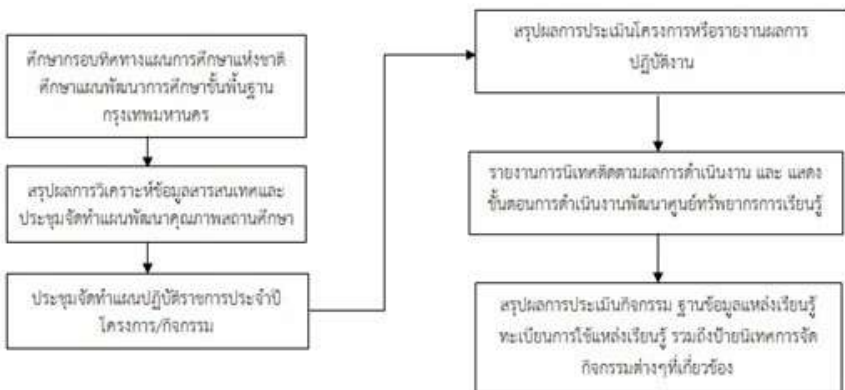 ศึกษากรอบทิศทางแผนการศึกษาแห่งชาติ
ศึกษาแผนพัฒนาการศึกษาขั้นพื้นฐาน
กรุงเทพมหานคร
สรุปผลการวิเคราะห์ข้อมูลสารสนเทศและ
ประชุมจัดทำแผนพัฒนาคุณภาพสถานศึกษา
ประชุมจัดทำแผนปฏิบัติราชการประจำปี
โครงการ/กิจกรรม
สรุปผลการประเมินโครงการหรือรายงานผลการ
ปฏิบัติงาน
รายงานการนิเทศติดตามผลการดำเนินงาน และ แสดง
ขั้นตอนการดำเนินงานพัฒนาศูนย์ทรัพยากรการเรียนรู้
สรุปผลการประเมินกิจกรรม ฐานข้อมูลแหล่งเรียนรู้
ทะเบียนการใช้แหล่งเรียนรู้ รวมถึงป้ายนิเทศการจัด
กิจกรรมต่างๆที่เกี่ยวข้อง